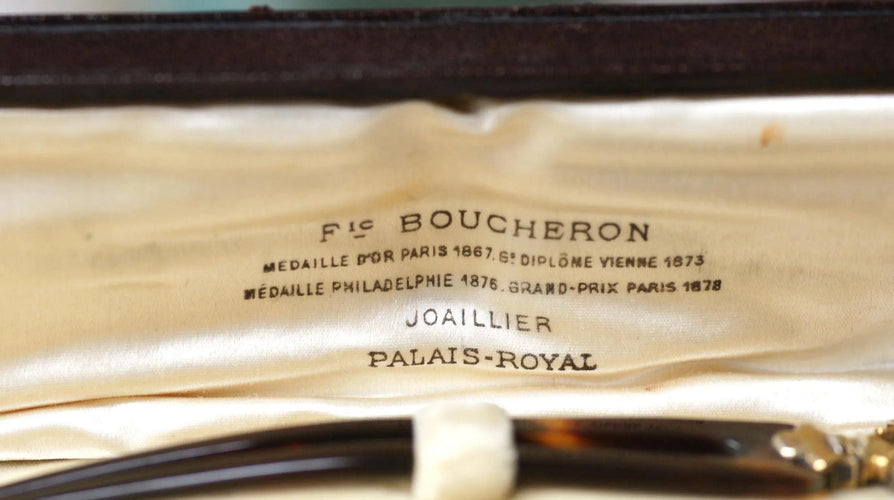 Fic BOUCHERON
MEDAILLE D'OR PARIS 1867. Gd DIPLÔME VIENNE 1873
MÉDAILLE PHILADELPHIE 1876. GRAND-PRIX PARIS 1878
JOAILLIER
PALAIS-ROYAL